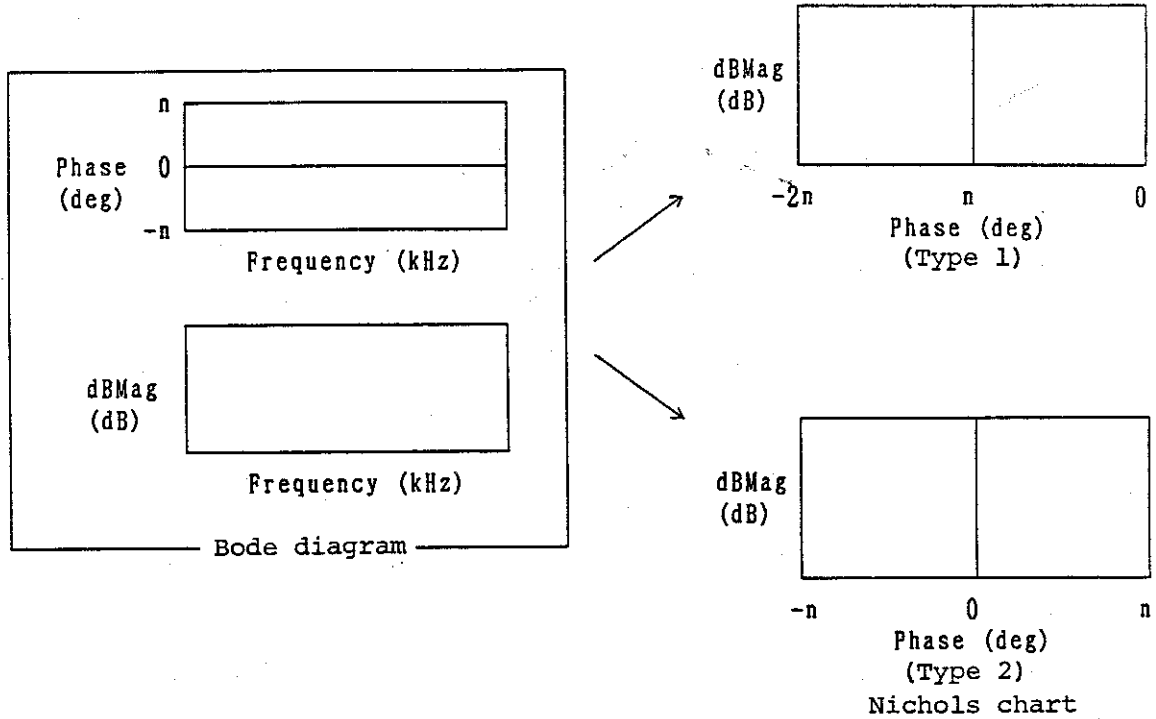 n
Phase 0
(deg)
-n
Frequency (kHz)
dBMag
(dB)
Frequency (kHz)
Bode diagram
dBMag
(dB)
-2n n 0
Phase (deg)
(Type 1)
dBMag
(dB)
-n 0 n
Phase (deg)
(Type 2)
Nichols chart